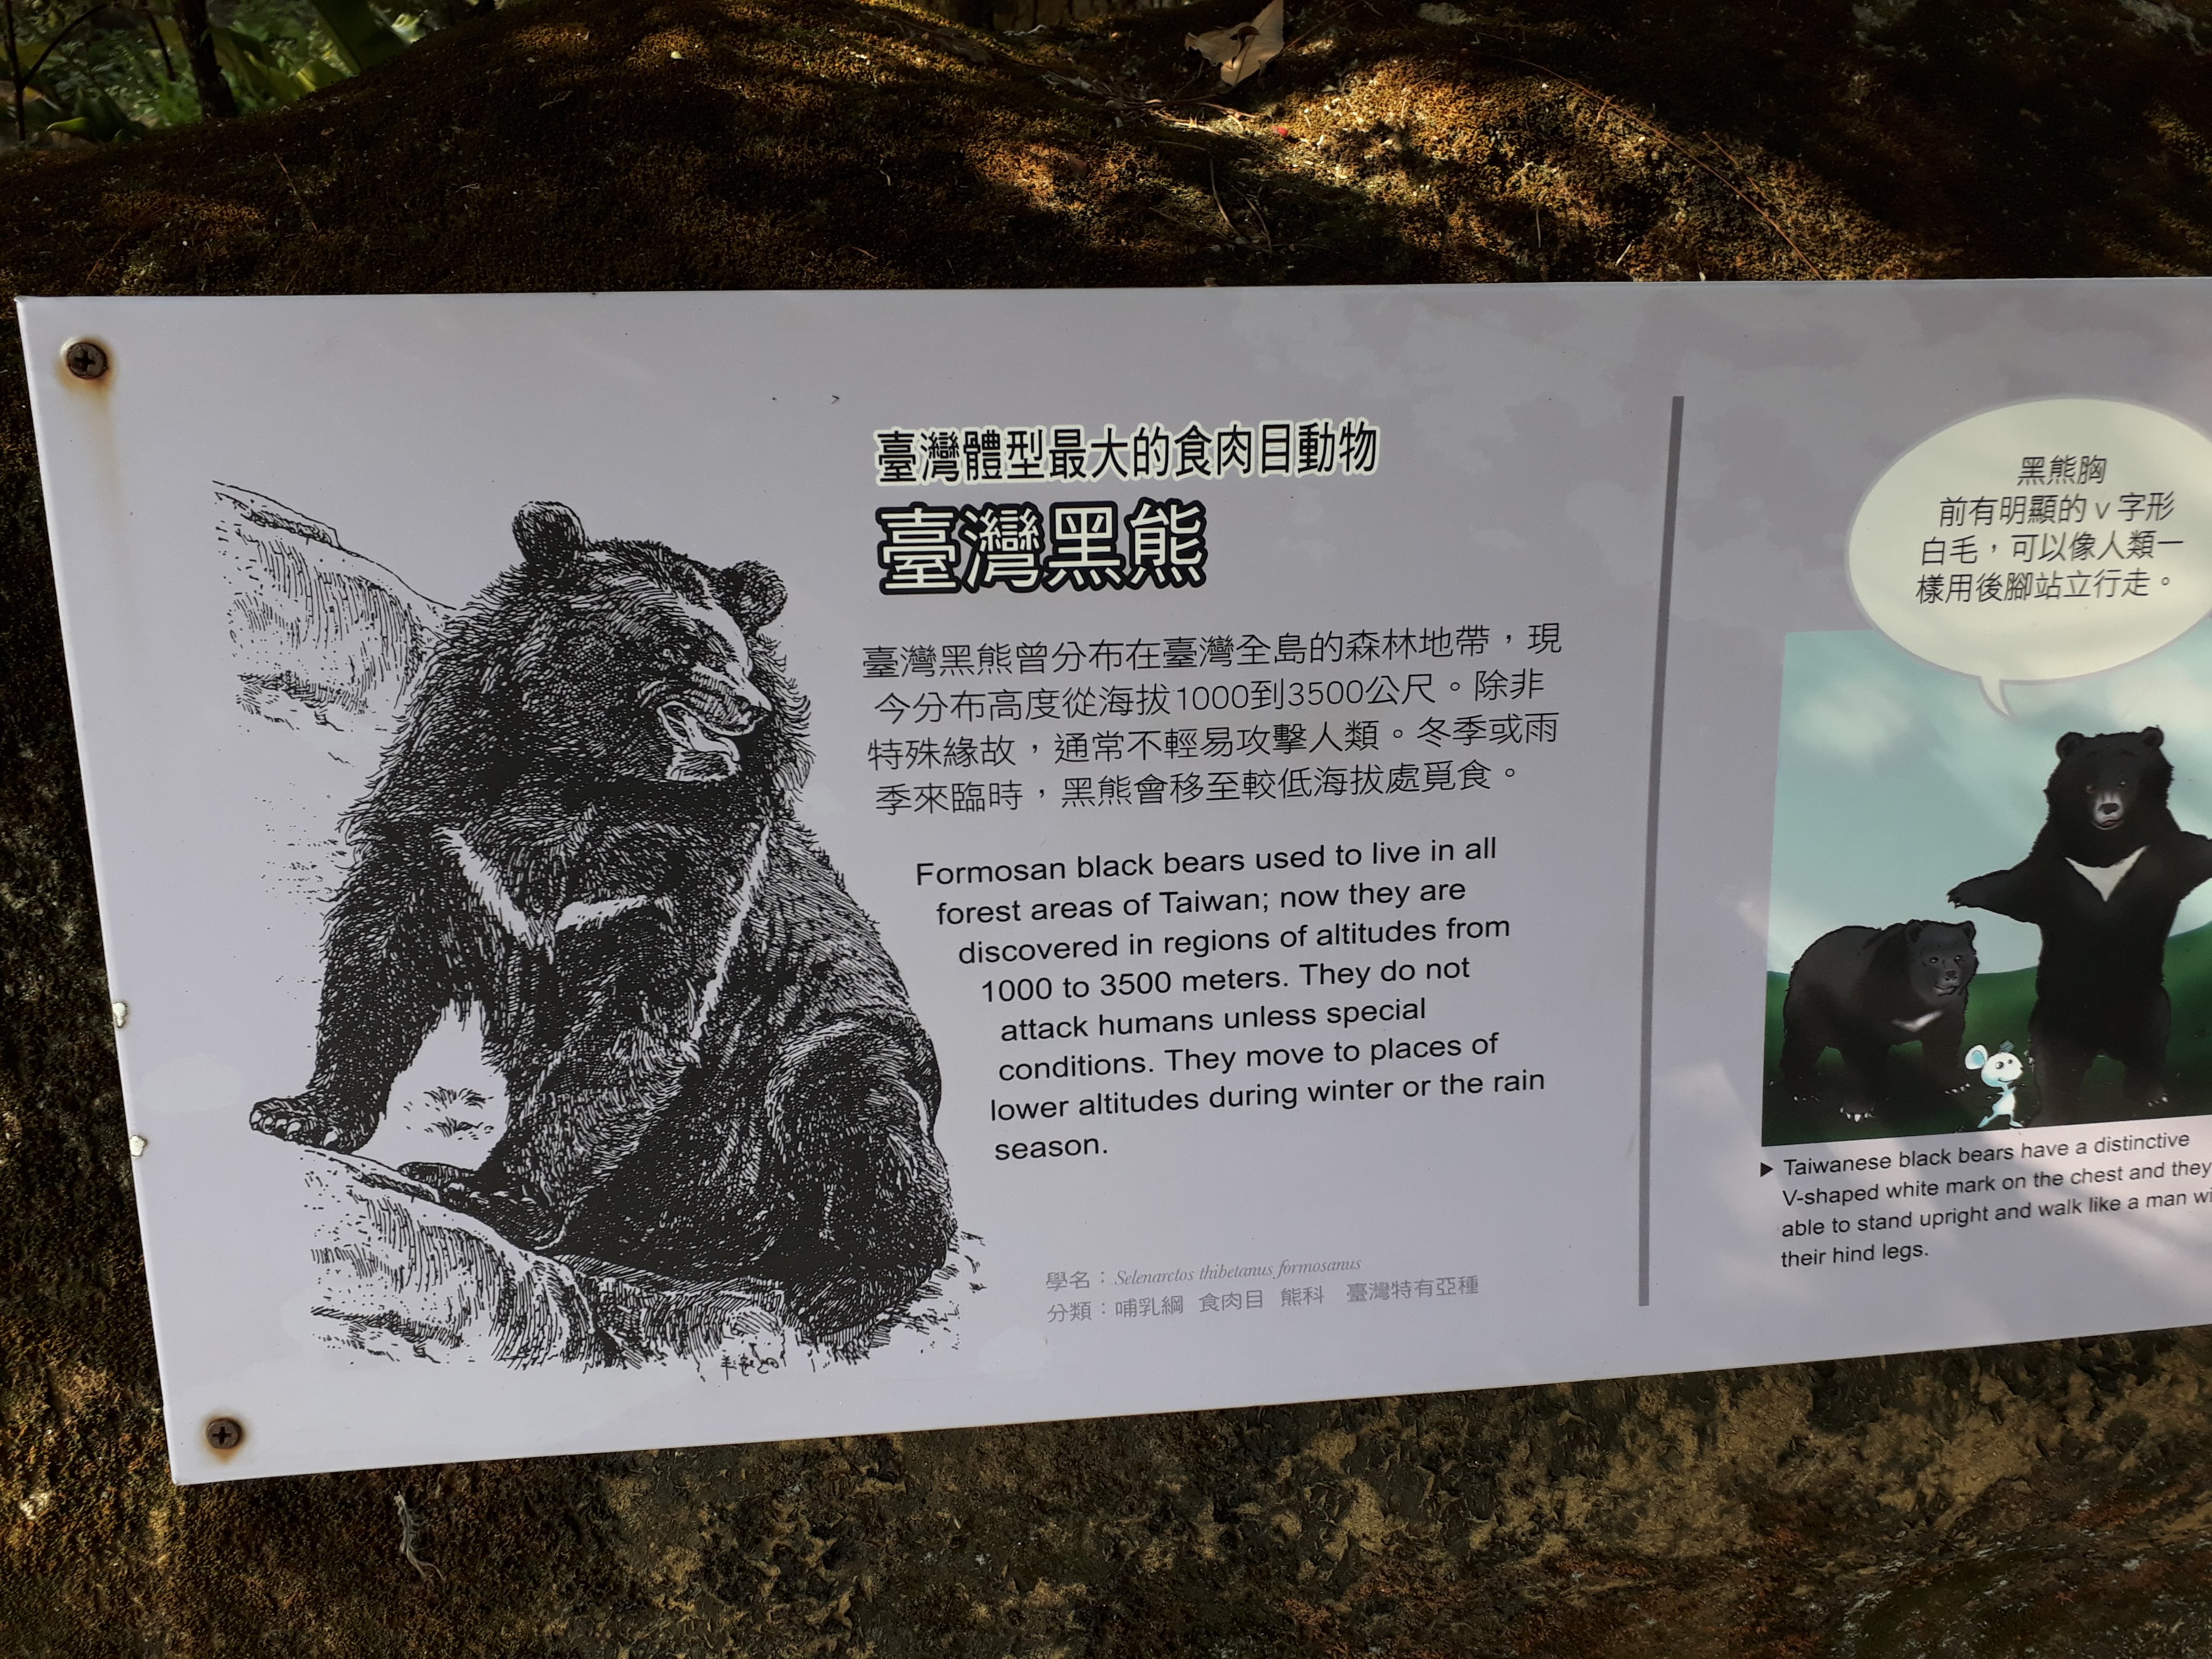 臺灣體型最大的食肉目動物
臺灣黑熊
臺灣黑熊曾分布在臺灣全島的森林地帶，現
今分布高度從海拔1000到3500公尺。除非
特殊緣故，通常不輕易攻擊人類。冬季或雨
季來臨時，黑熊會移至較低海拔處覓食。
Formosan black bears used to live in all
forest areas of Taiwan; now they are
discovered in regions of altitudes from
1000 to 3500 meters. They do not
attack humans unless special
conditions. They move to places of
lower altitudes during winter or the rain
season.
學名：Selenarctos thibetanus formosanus
分類：哺乳綱 食肉目 熊科 臺灣特有亞種
黑熊胸
前有明顯的v字形
白毛，可以像人類一
樣用後腳站立行走。
▶ Taiwanese black bears have a distinctive
V-shaped white mark on the chest and they
able to stand upright and walk like a man
their hind legs.